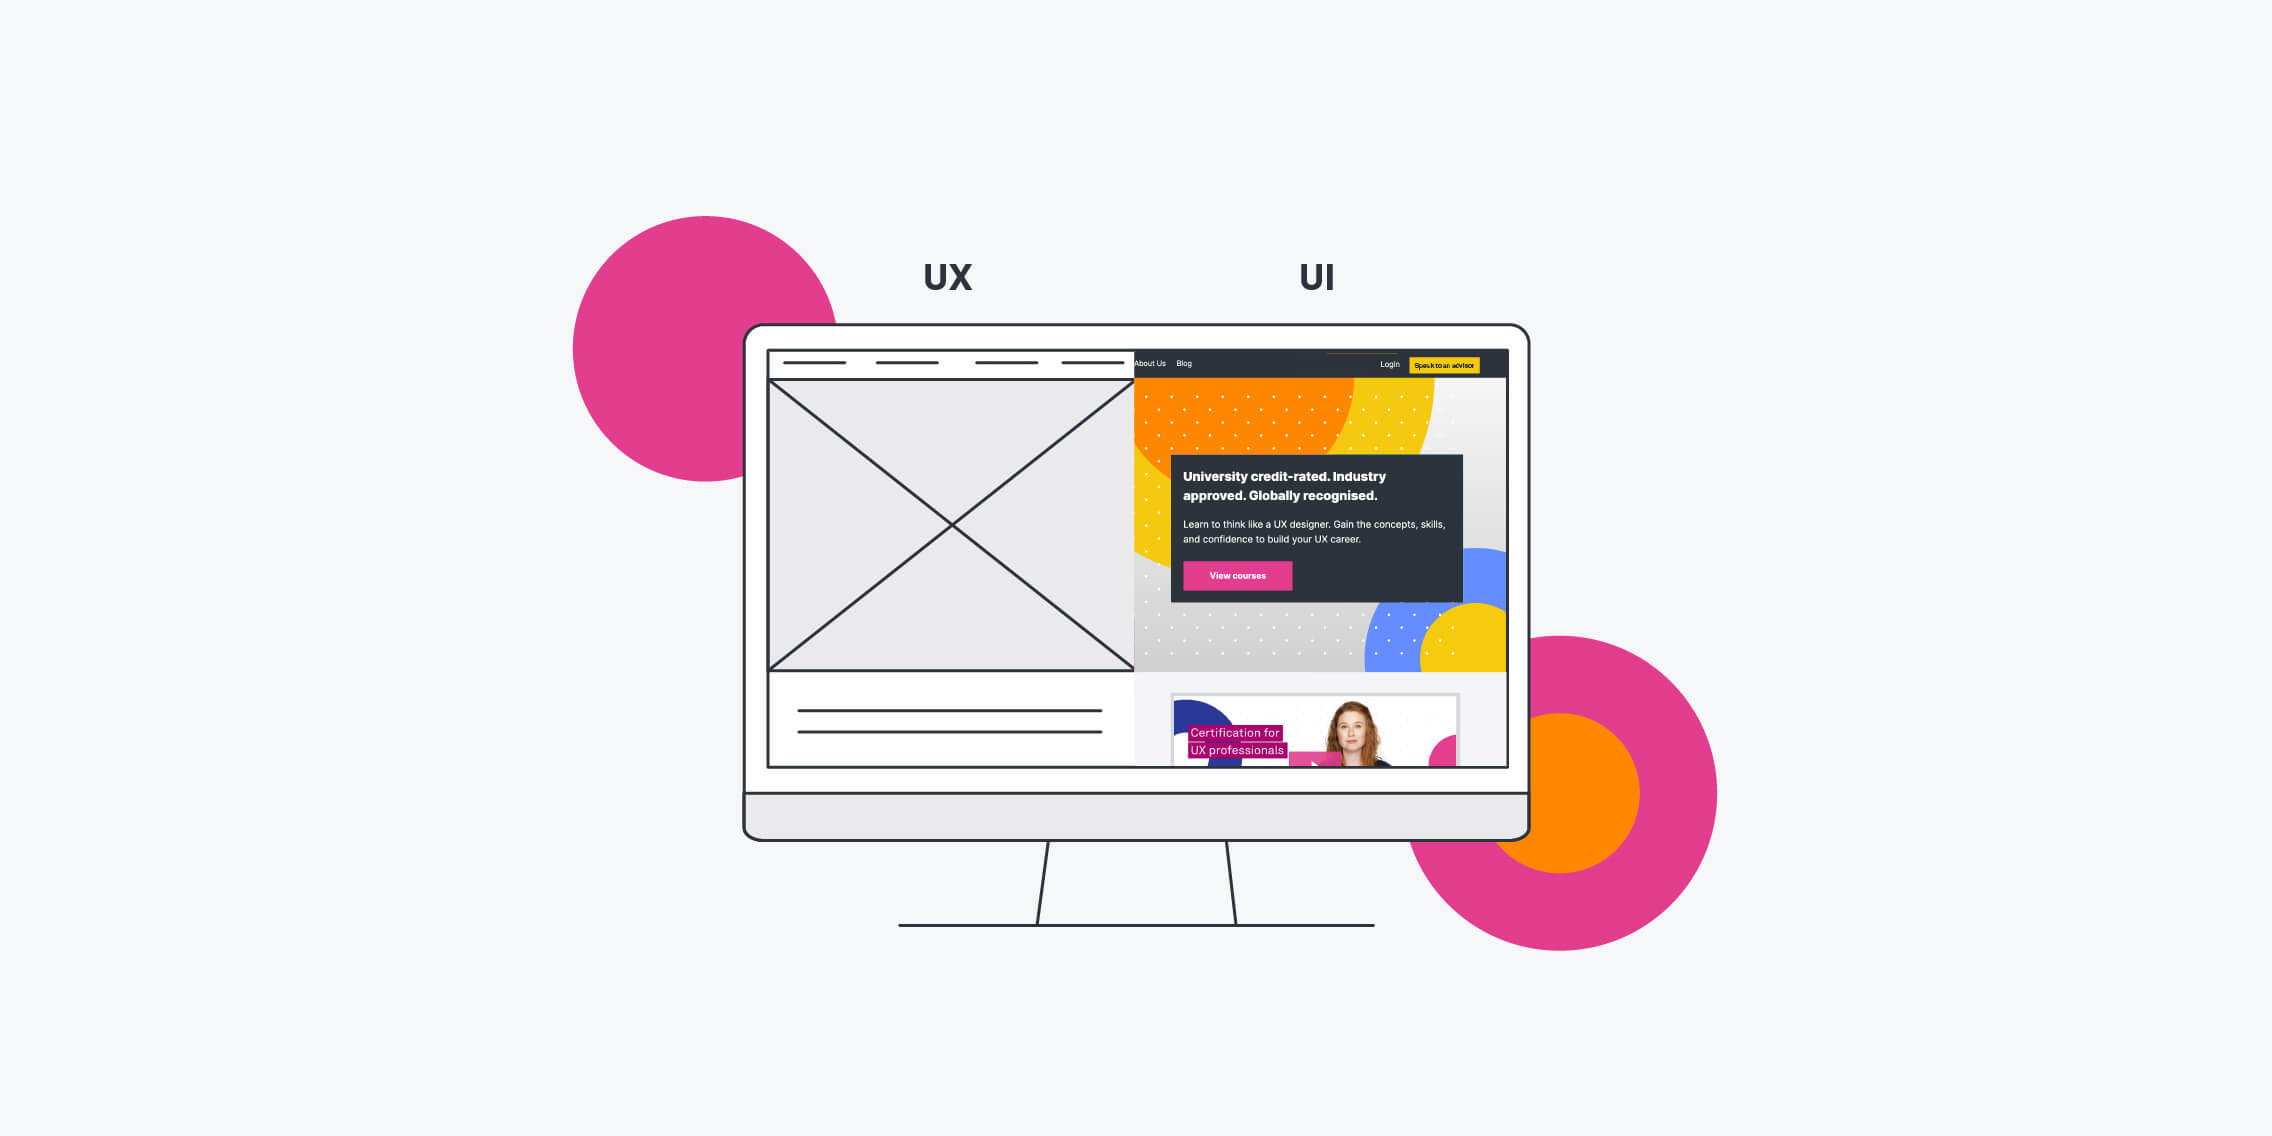 UX
UI
About Us Blog Login Speak to an advisor
University credit-rated. Industry
approved. Globally recognised.
Learn to think like a UX designer. Gain the concepts, skills,
and confidence to build your UX career.
View courses
Certification for
UX professionals